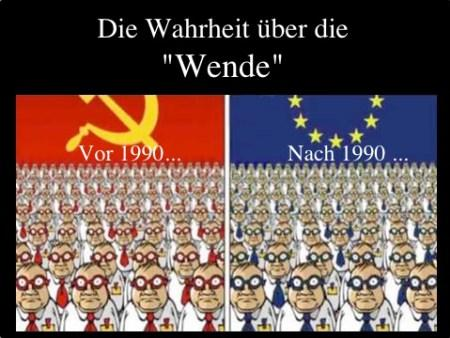 Die Wahrheit über die
"Wende"
Vor 1990...
Nach 1990 ...